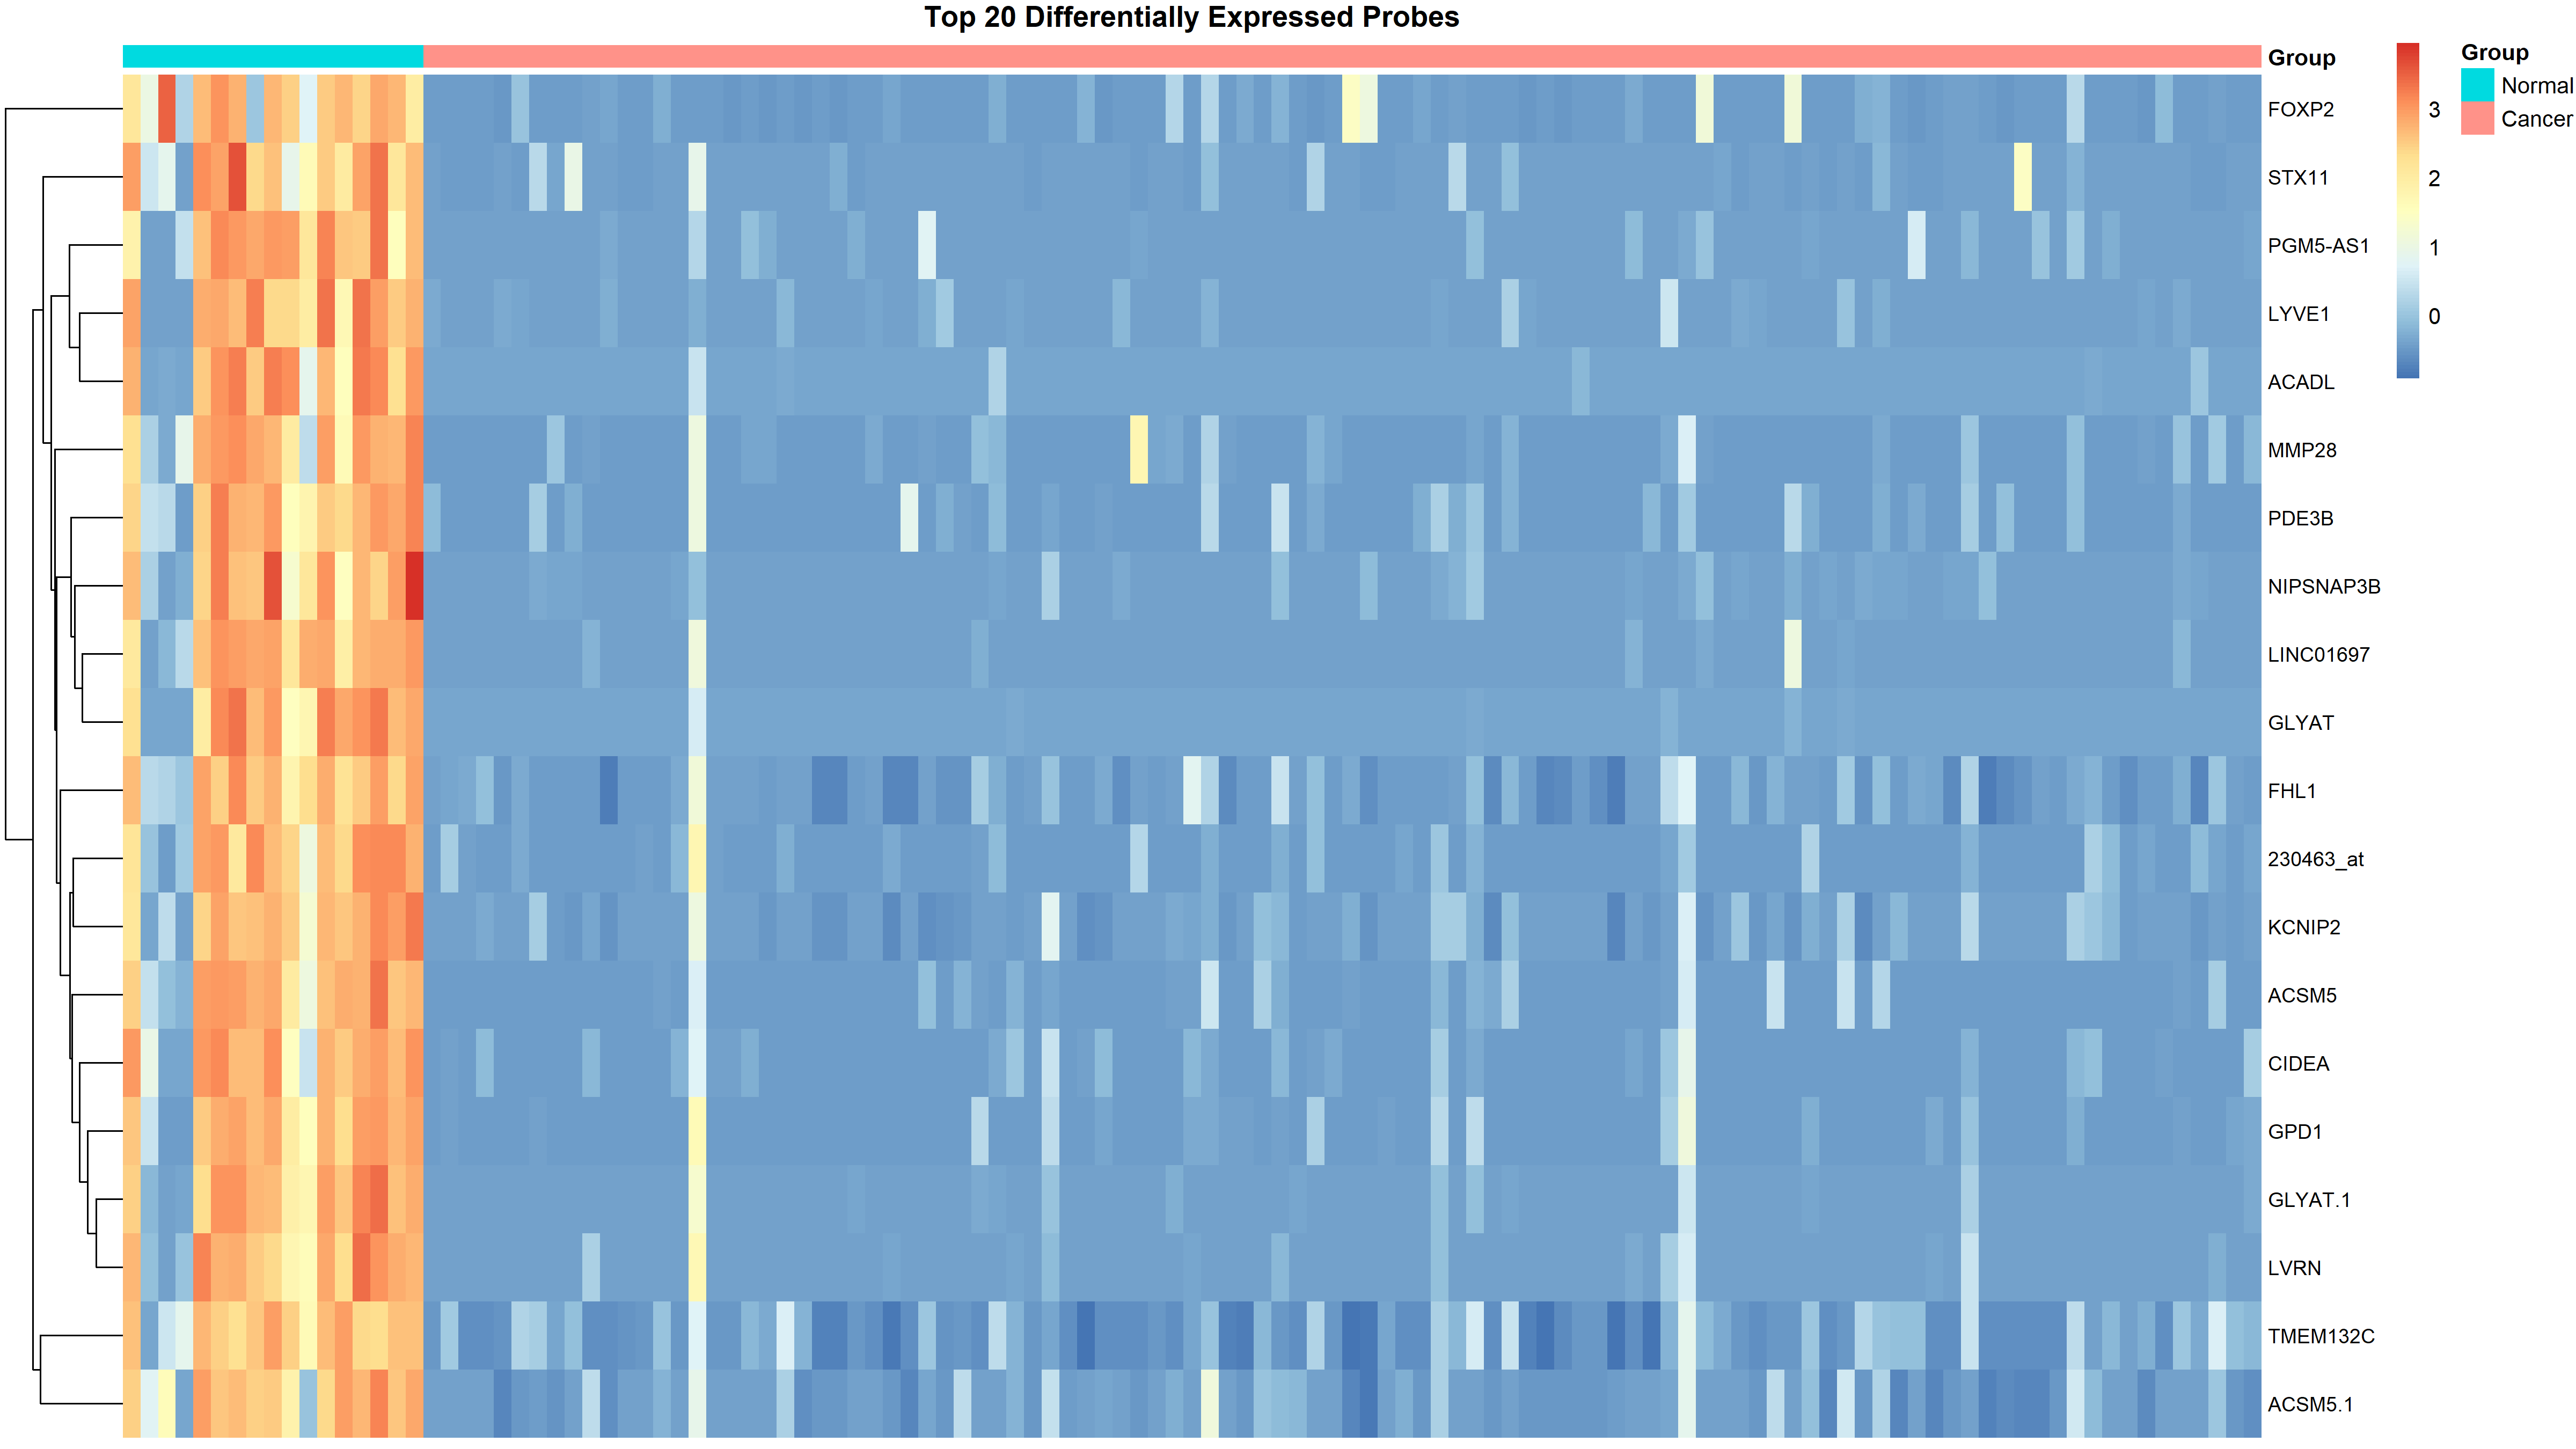 Top 20 Differentially Expressed Probes
Group
FOXP2
STX11
PGM5-AS1
LYVE1
ACADL
MMP28
PDE3B
NIPSNAP3B
LINC01697
GLYAT
FHL1
230463_at
KCNIP2
ACSM5
CIDEA
GPD1
GLYAT.1
LVRN
TMEM132C
ACSM5.1
3
2
1
0
Group
Normal
Cancer